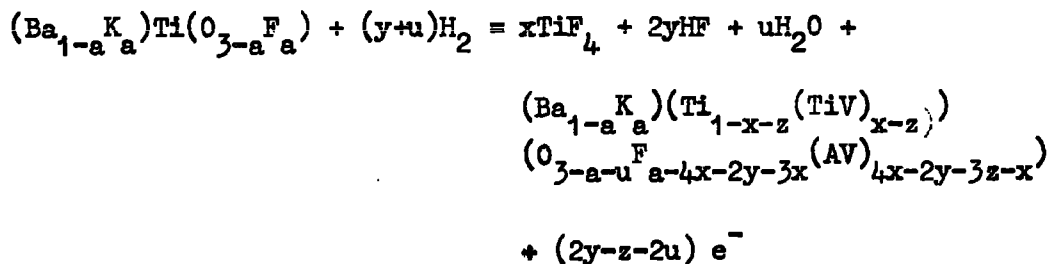 (Ba₁₋ₐKₐ)Ti(O₃₋ₐFₐ) + (y+u)H₂ = xTiF₄ + 2yHF + uH₂O +
(Ba₁₋ₐKₐ)(Ti₁₋ₓ₋z(TiV)ₓ₋z)
(O₃₋ₐ₋ᵤFₐ₋₄ₓ₋₂y₋₃ₓ(AV)₄ₓ₋₂y₋₃z₋ₓ)
+ (2y-z-2u) e⁻